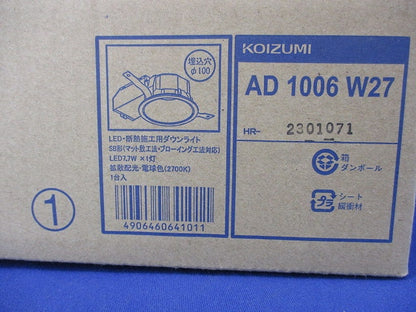 埋込穴
φ100
LED・断熱施工用ダウンライト
SB形(マット敷工法・ブローイング工法対応)
LED7.7W ×1灯
拡散配光・電球色(2700K)
1台入
4906460641011
KOIZUMI
AD 1006 W27
HR- 2301071
箱
ダンボール
シート
緩衝材
プラ
1